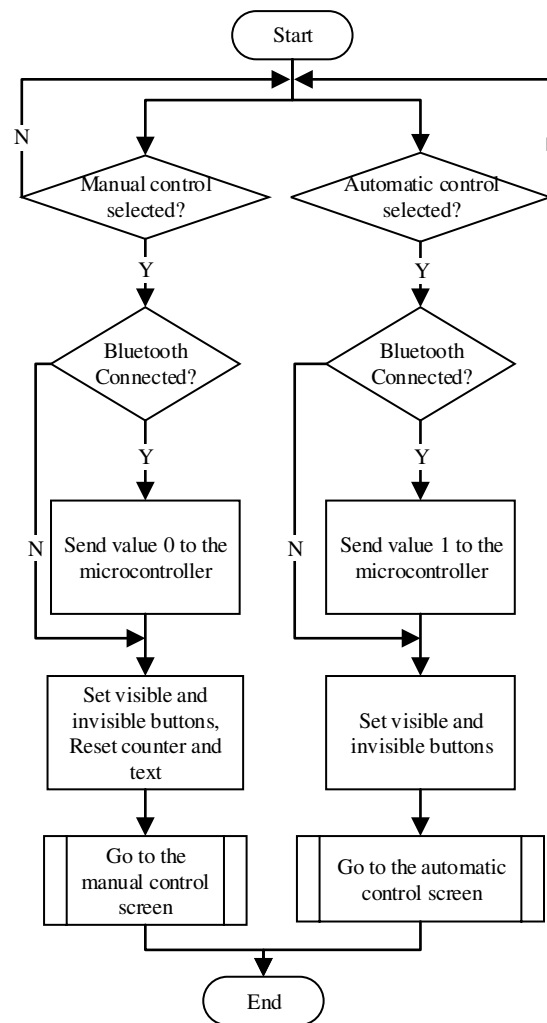 Start
N
Manual control
selected?
Automatic control
selected?
Y
Y
Bluetooth
Connected?
Bluetooth
Connected?
Y
Y
N
Send value 0 to the
microcontroller
N
Send value 1 to the
microcontroller
Set visible and
invisible buttons,
Reset counter and
text
Set visible and
invisible buttons
Go to the
manual control
screen
Go to the automatic
control screen
End